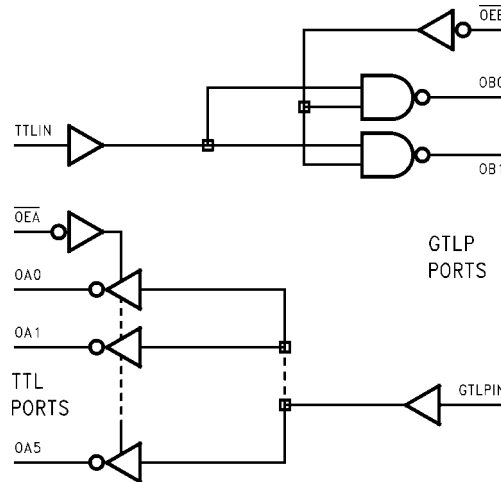 OEB
OB0
TTLIN
OB1
OEA
GTLP
PORTS
OA0
OA1
TTL
PORTS
GTLPIN
OA5